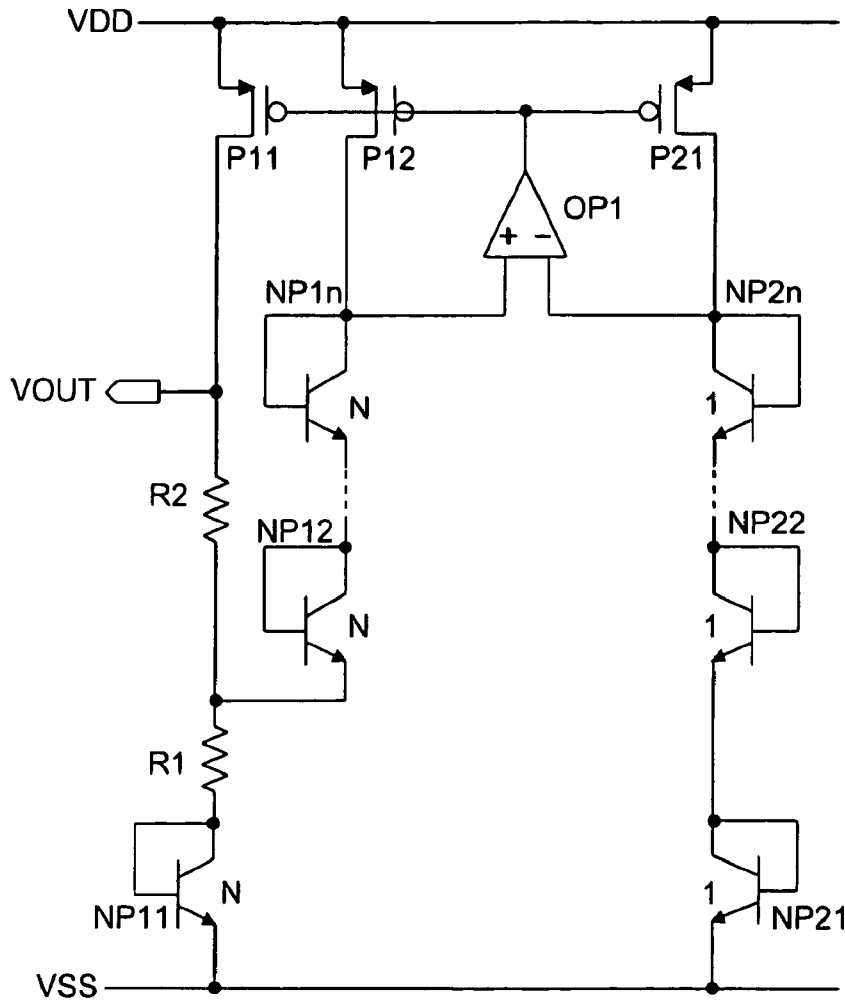 VDD
P11
P12
P21
OP1
+ -
NP1n
NP2n
VOUT
N
1
R2
NP12
NP22
N
1
R1
N
1
NP11
NP21
VSS